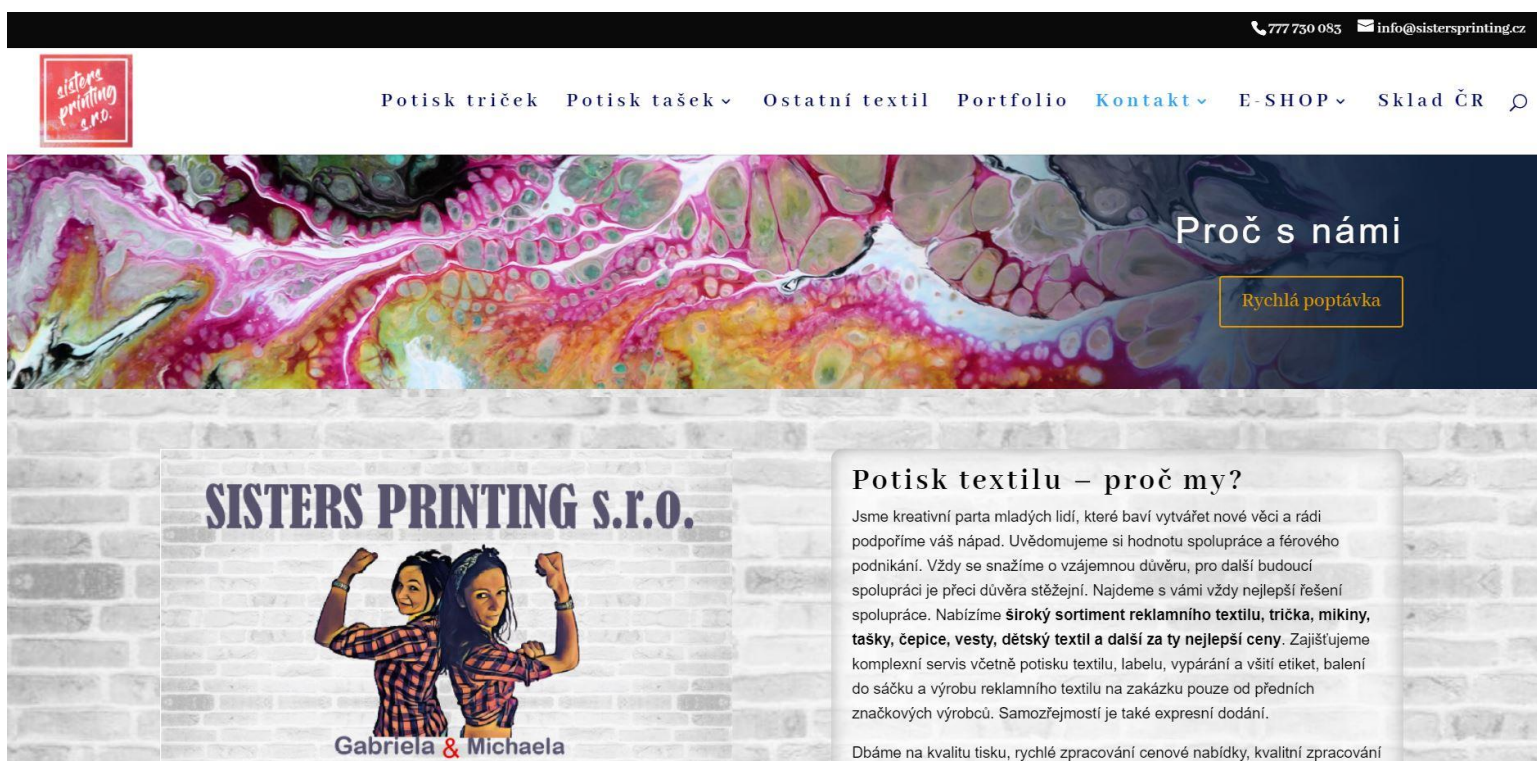 777 730 083 info@sistersprinting.cz
sisters
printing
s.r.o.
Potisk triček Potisk tašek Ostatní textil Portfolio Kontakt E-SHOP Sklad ČR
Proč s námi
Rychlá poptávka
SISTERS PRINTING s.r.o.
Gabriela & Michaela
Potisk textilu – proč my?
Jsme kreativní parta mladých lidí, které baví vytvářet nové věci a rádi
podpoříme váš nápad. Uvědomujeme si hodnotu spolupráce a férového
podnikání. Vždy se snažíme o vzájemnou důvěru, pro další budoucí
spolupráci je přeci důvěra stěžejní. Najdeme s vámi vždy nejlepší řešení
spolupráce. Nabízíme široký sortiment reklamního textilu, trička, mikiny,
tašky, čepice, vesty, dětský textil a další za ty nejlepší ceny. Zajišťujeme
komplexní servis včetně potisku textilu, labelu, vypárání a všití etiket, balení
do sáčku a výrobu reklamního textilu na zakázku pouze od předních
značkových výrobců. Samozřejmostí je také expresní dodání.
Dbáme na kvalitu tisku, rychlé zpracování cenové nabídky, kvalitní zpracování